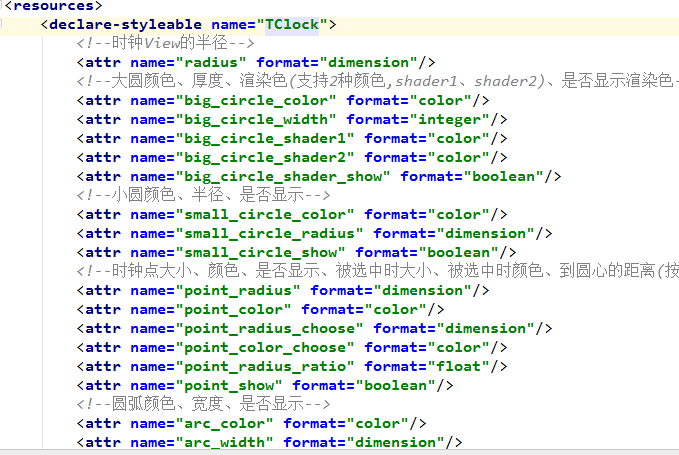 <resources>
<declare-styleable name="TClock">
<!--时钟View的半径-->
<attr name="radius" format="dimension"/>
<!--大圆颜色、厚度、渲染色(支持2种颜色,shader1、shader2)、是否显示渲染色-
<attr name="big_circle_color" format="color"/>
<attr name="big_circle_width" format="integer"/>
<attr name="big_circle_shader1" format="color"/>
<attr name="big_circle_shader2" format="color"/>
<attr name="big_circle_shader_show" format="boolean"/>
<!--小圆颜色、半径、是否显示-->
<attr name="small_circle_color" format="color"/>
<attr name="small_circle_radius" format="dimension"/>
<attr name="small_circle_show" format="boolean"/>
<!--时钟点大小、颜色、是否显示、被选中时大小、被选中时颜色、到圆心的距离(按
<attr name="point_radius" format="dimension"/>
<attr name="point_color" format="color"/>
<attr name="point_radius_choose" format="dimension"/>
<attr name="point_color_choose" format="color"/>
<attr name="point_radius_ratio" format="float"/>
<attr name="point_show" format="boolean"/>
<!--圆弧颜色、宽度、是否显示-->
<attr name="arc_color" format="color"/>
<attr name="arc_width" format="dimension"/>